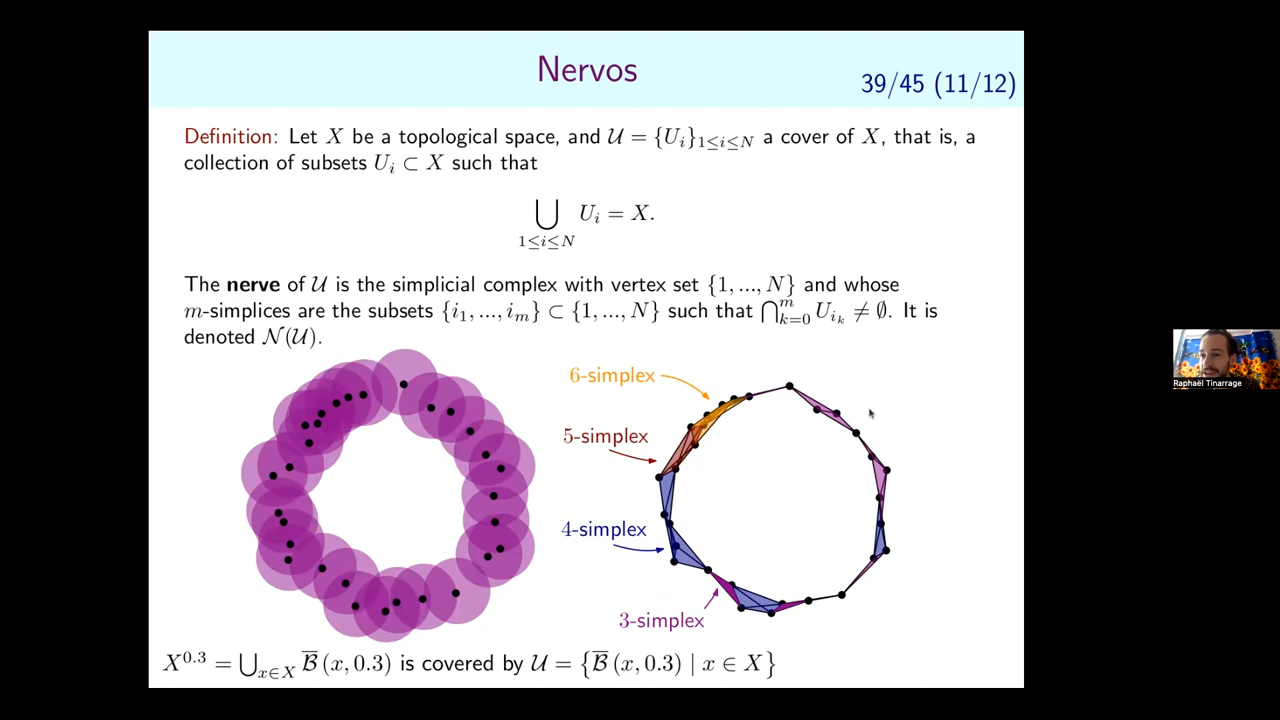 Nervos
39/45 (11/12)
Definition: Let X be a topological space, and 𝒰 = {U_i}_{1≤i≤N} a cover of X, that is, a
collection of subsets U_i ⊂ X such that
⋃_{1≤i≤N} U_i = X.
The nerve of 𝒰 is the simplicial complex with vertex set {1, ..., N} and whose
m-simplices are the subsets {i_1, ..., i_m} ⊂ {1, ..., N} such that ⋂_{k=0}^{m} U_{i_k} ≠ ∅. It is
denoted 𝒩(𝒰).
6-simplex
5-simplex
4-simplex
3-simplex
X^{0.3} = ⋃_{x∈X} B̅(x, 0.3) is covered by 𝒰 = {B̅(x, 0.3) | x ∈ X}
Raphaël Tinarrage